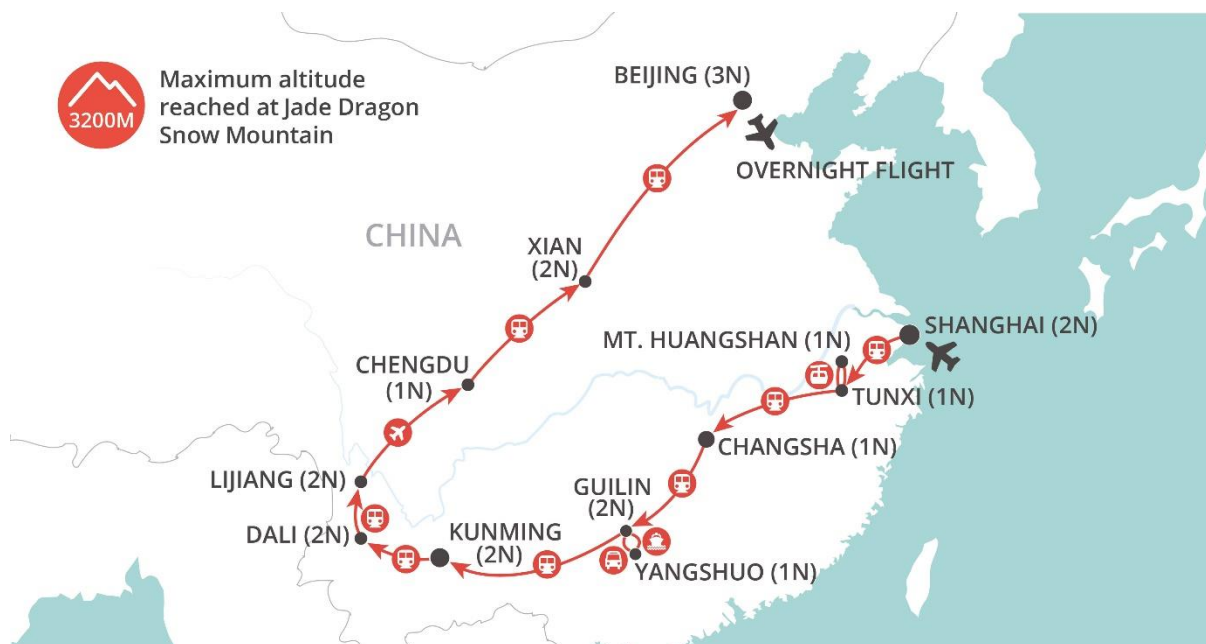 3200M
Maximum altitude
reached at Jade Dragon
Snow Mountain
BEIJING (3N)
OVERNIGHT FLIGHT
CHINA
XIAN
(2N)
MT. HUANGSHAN (1N)
SHANGHAI (2N)
CHENGDU
(1N)
TUNXI (1N)
CHANGSHA (1N)
LIJIANG (2N)
GUILIN
(2N)
DALI (2N)
KUNMING
(2N)
YANGSHUO (1N)